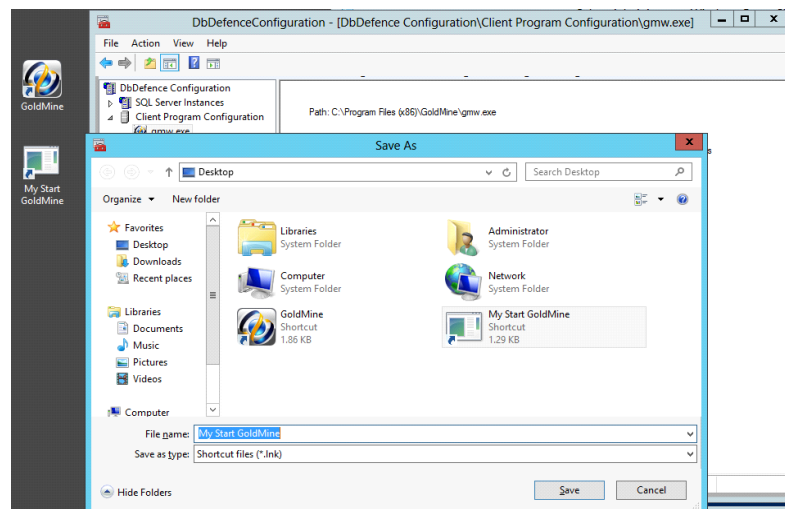 DbDefenceConfiguration - [DbDefence Configuration\Client Program Configuration\gmw.exe]
File Action View Help
DbDefence Configuration
SQL Server Instances
Client Program Configuration
gmw.exe
Path: C:\Program Files (x86)\GoldMine\gmw.exe
GoldMine
My Start
GoldMine
Save As
Desktop
Search Desktop
Organize New folder
Favorites
Desktop
Downloads
Recent places
Libraries
Documents
Music
Pictures
Videos
Computer
Libraries
System Folder
Administrator
System Folder
Computer
System Folder
Network
System Folder
GoldMine
Shortcut
1.86 KB
My Start GoldMine
Shortcut
1.29 KB
File name: My Start GoldMine
Save as type: Shortcut files (*.lnk)
Hide Folders
Save Cancel